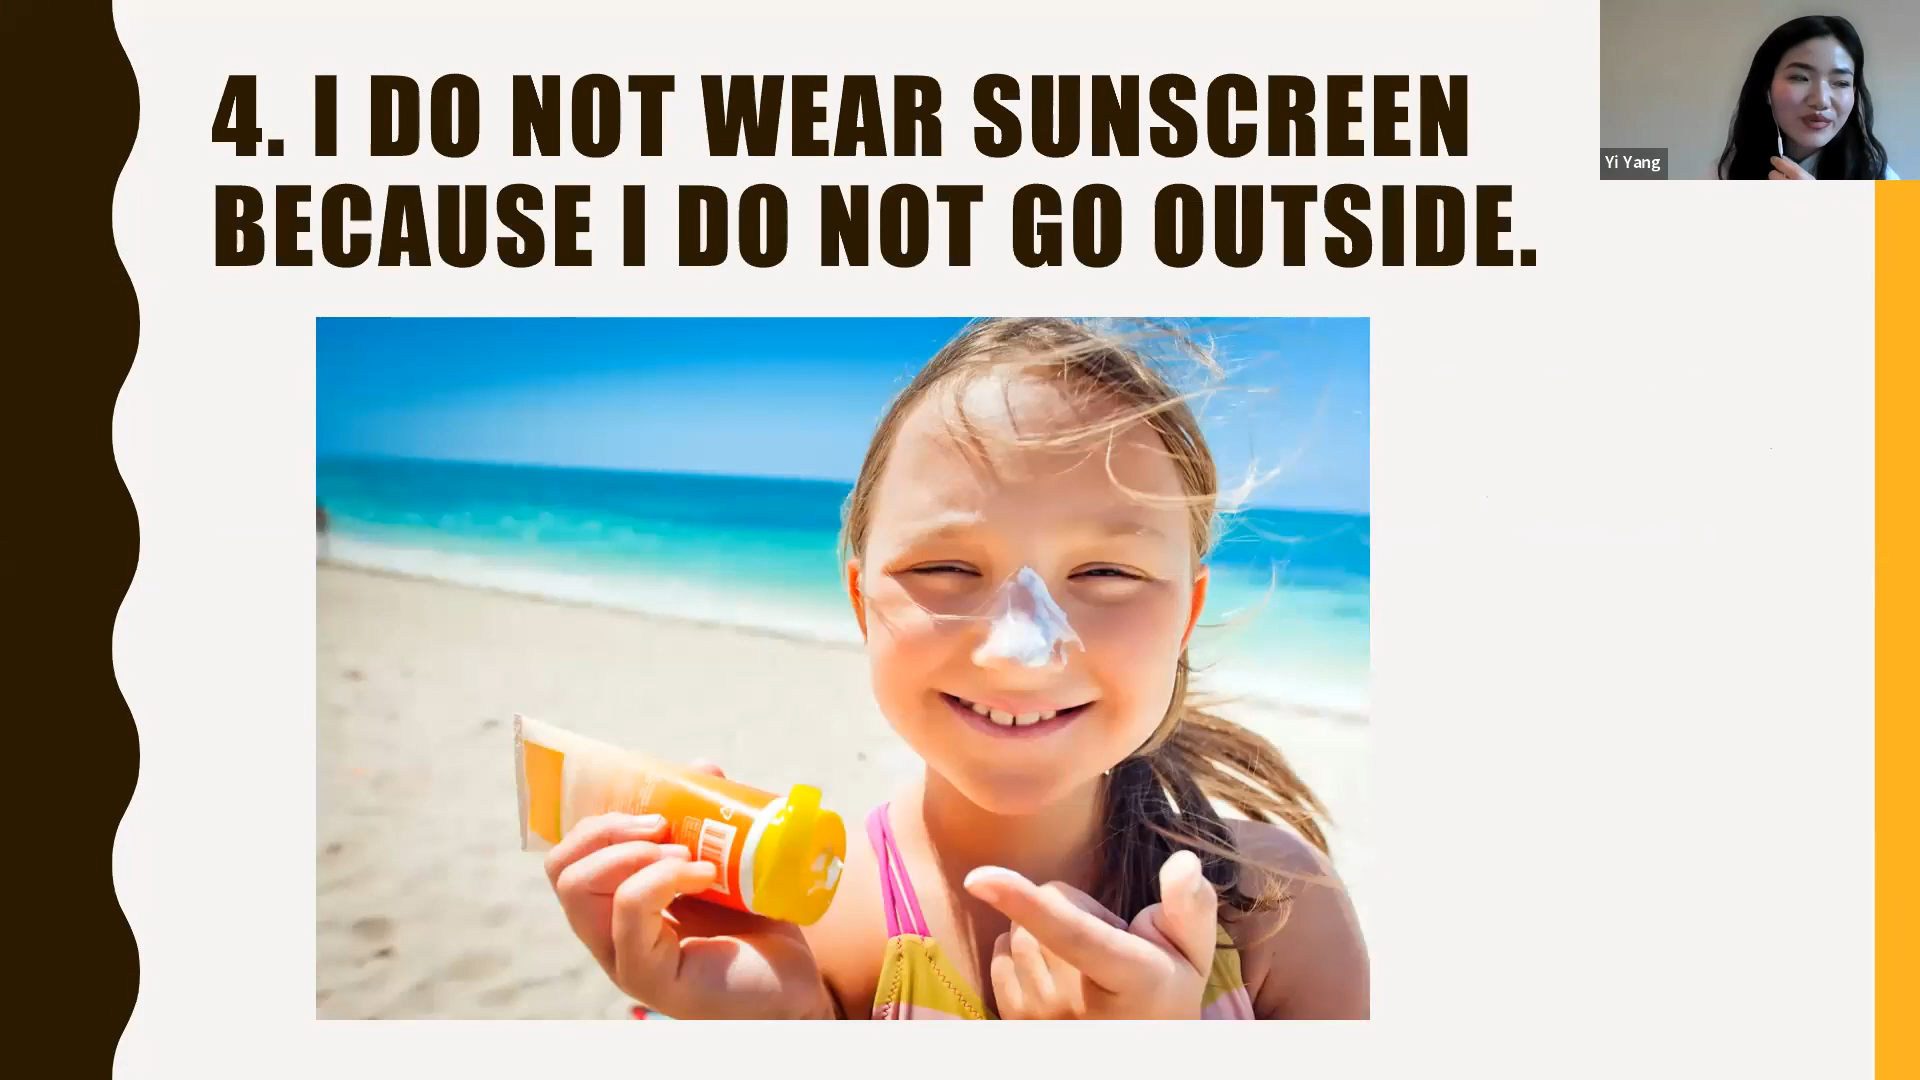 4. I DO NOT WEAR SUNSCREEN
BECAUSE I DO NOT GO OUTSIDE.
Yi Yang